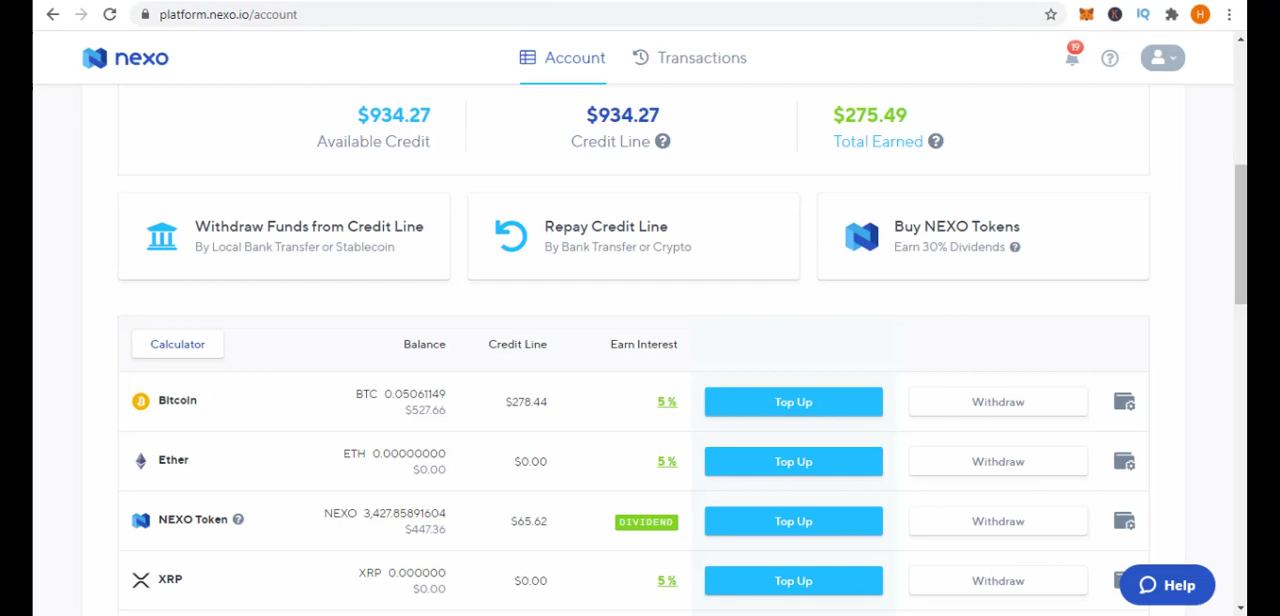 platform.nexo.io/account
IQ
H
nexo
Account
Transactions
19
?
$934.27
$934.27
$275.49
Available Credit
Credit Line ?
Total Earned ?
Withdraw Funds from Credit Line
By Local Bank Transfer or Stablecoin
Repay Credit Line
By Bank Transfer or Crypto
Buy NEXO Tokens
Earn 30% Dividends ?
Calculator
Balance
Credit Line
Earn Interest
Bitcoin
BTC 0.05061149
$527.66
$278.44
5 %
Top Up
Withdraw
Ether
ETH 0.00000000
$0.00
$0.00
5 %
Top Up
Withdraw
NEXO Token ?
NEXO 3,427.85891604
$447.36
$65.62
DIVIDEND
Top Up
Withdraw
XRP
XRP 0.000000
$0.00
$0.00
5 %
Top Up
Withdraw
Help